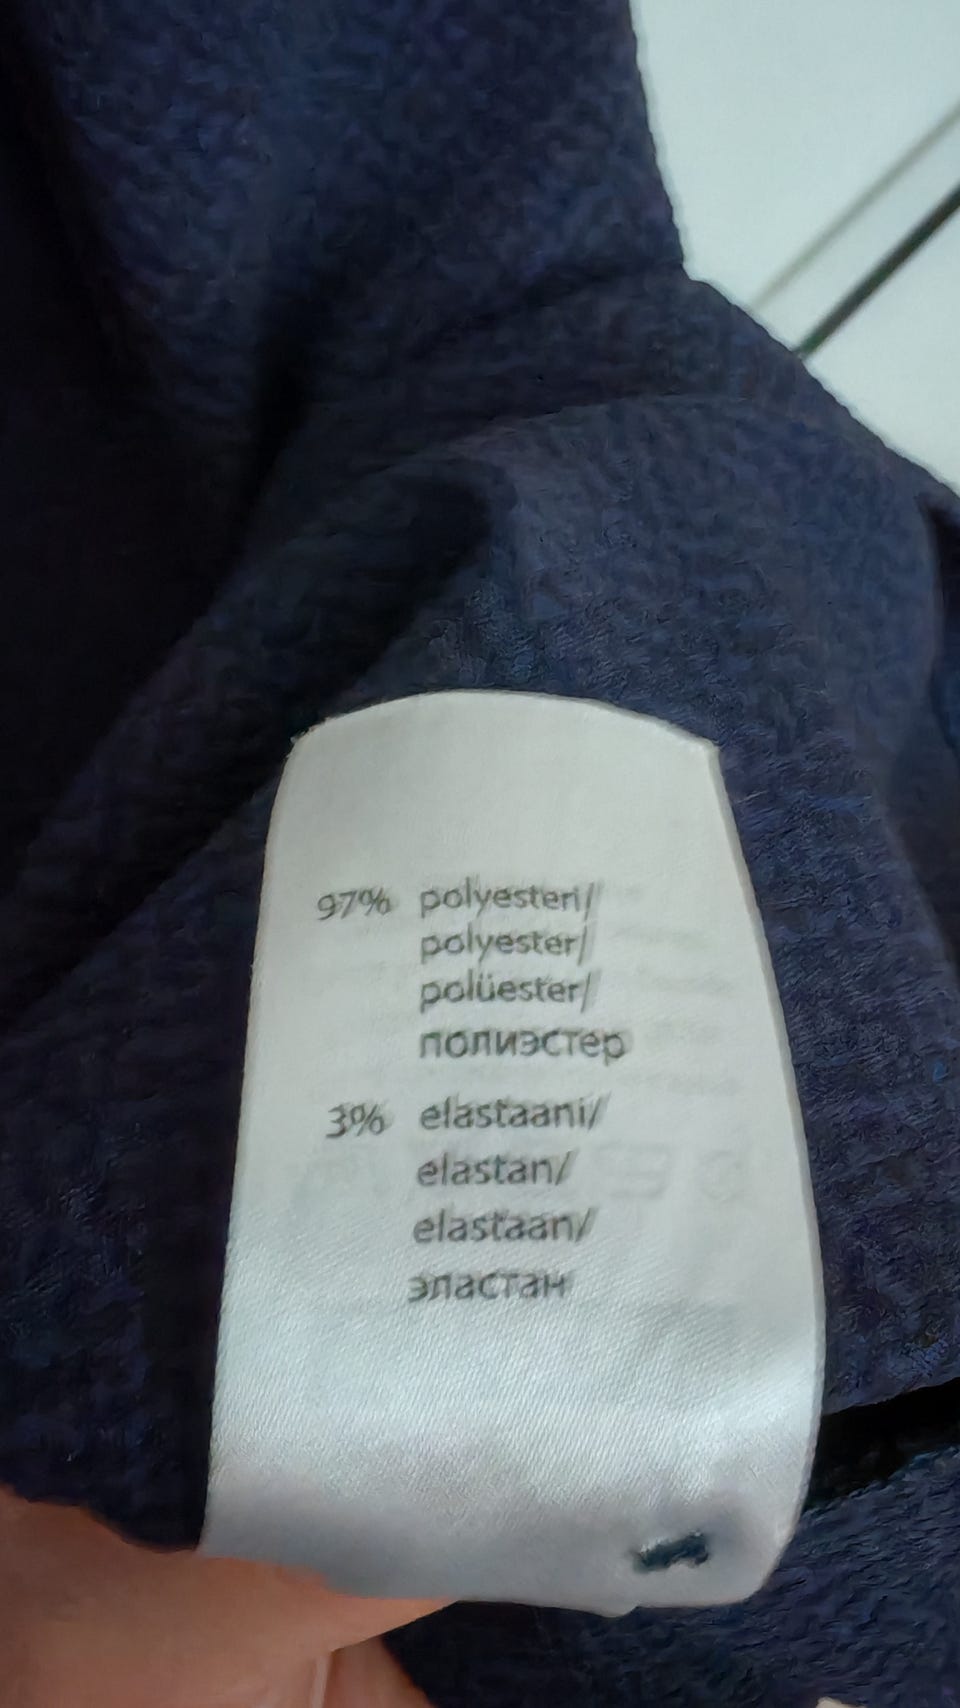 97% polyesteri/
polyester/
polüester/
полиэстер
3% elastaani/
elastan/
elastaan/
эластан